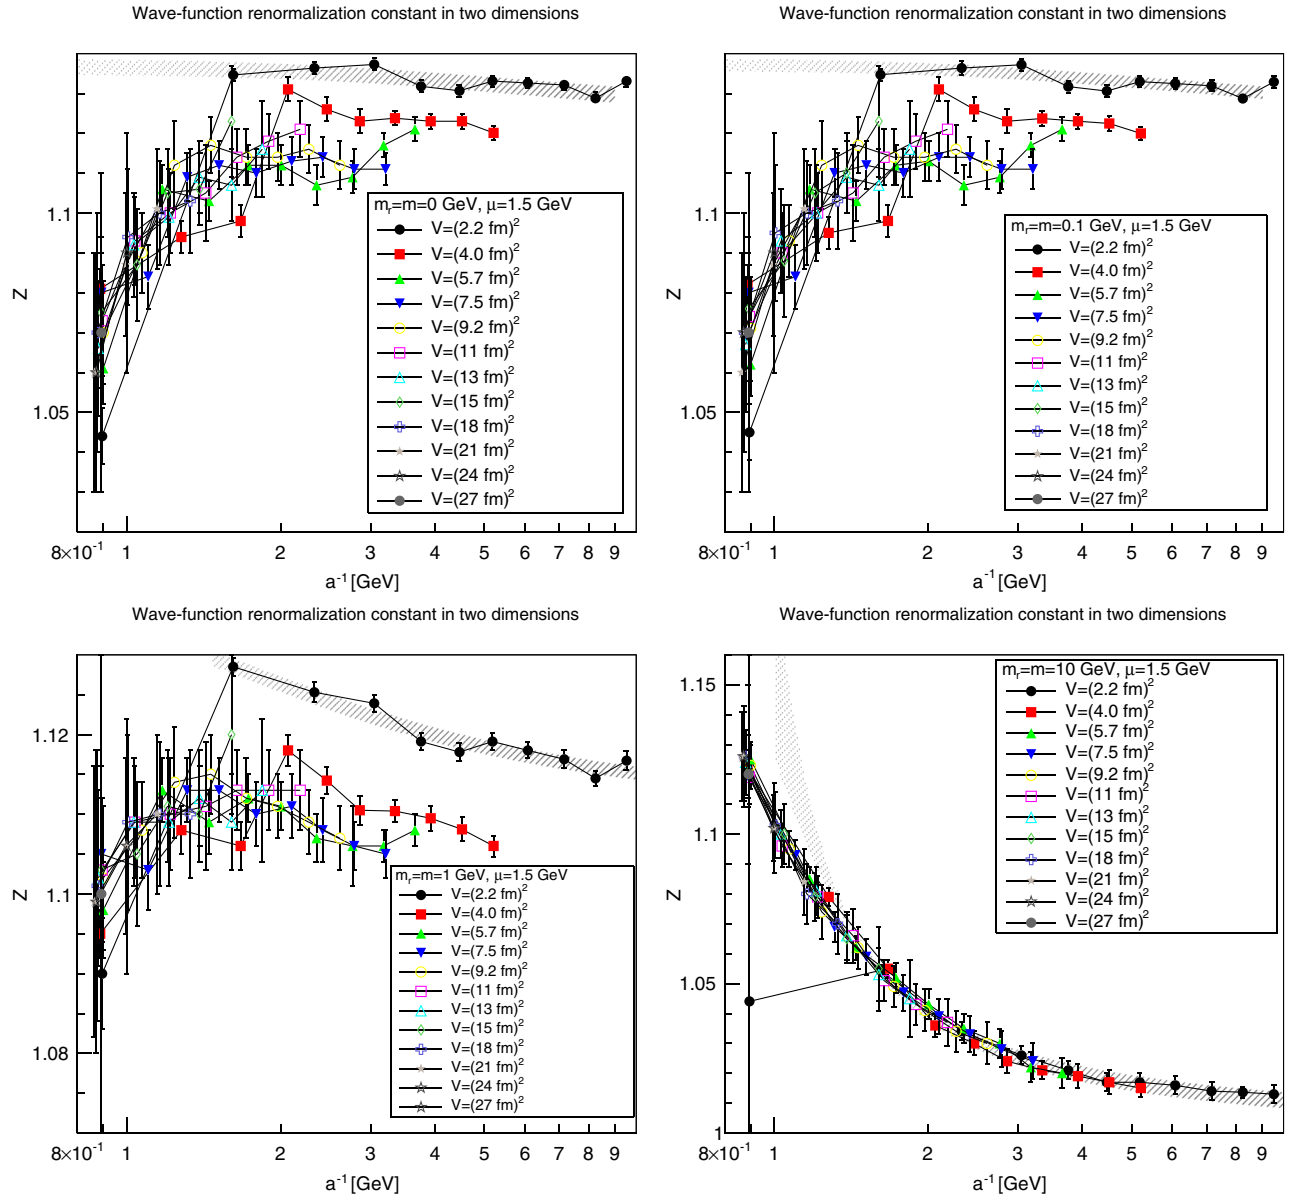 Wave-function renormalization constant in two dimensions
Z
1.1
1.05
m_r=m=0 GeV, μ=1.5 GeV
V=(2.2 fm)²
V=(4.0 fm)²
V=(5.7 fm)²
V=(7.5 fm)²
V=(9.2 fm)²
V=(11 fm)²
V=(13 fm)²
V=(15 fm)²
V=(18 fm)²
V=(21 fm)²
V=(24 fm)²
V=(27 fm)²
8×10⁻¹ 1 2 3 4 5 6 7 8 9
a⁻¹ [GeV]
Wave-function renormalization constant in two dimensions
Z
1.1
1.05
m_r=m=0.1 GeV, μ=1.5 GeV
V=(2.2 fm)²
V=(4.0 fm)²
V=(5.7 fm)²
V=(7.5 fm)²
V=(9.2 fm)²
V=(11 fm)²
V=(13 fm)²
V=(15 fm)²
V=(18 fm)²
V=(21 fm)²
V=(24 fm)²
V=(27 fm)²
8×10⁻¹ 1 2 3 4 5 6 7 8 9
a⁻¹ [GeV]
Wave-function renormalization constant in two dimensions
Z
1.12
1.1
1.08
m_r=m=1 GeV, μ=1.5 GeV
V=(2.2 fm)²
V=(4.0 fm)²
V=(5.7 fm)²
V=(7.5 fm)²
V=(9.2 fm)²
V=(11 fm)²
V=(13 fm)²
V=(15 fm)²
V=(18 fm)²
V=(21 fm)²
V=(24 fm)²
V=(27 fm)²
8×10⁻¹ 1 2 3 4 5 6 7 8 9
a⁻¹ [GeV]
Wave-function renormalization constant in two dimensions
Z
1.15
1.1
1.05
1
m_r=m=10 GeV, μ=1.5 GeV
V=(2.2 fm)²
V=(4.0 fm)²
V=(5.7 fm)²
V=(7.5 fm)²
V=(9.2 fm)²
V=(11 fm)²
V=(13 fm)²
V=(15 fm)²
V=(18 fm)²
V=(21 fm)²
V=(24 fm)²
V=(27 fm)²
8×10⁻¹ 1 2 3 4 5 6 7 8 9
a⁻¹ [GeV]